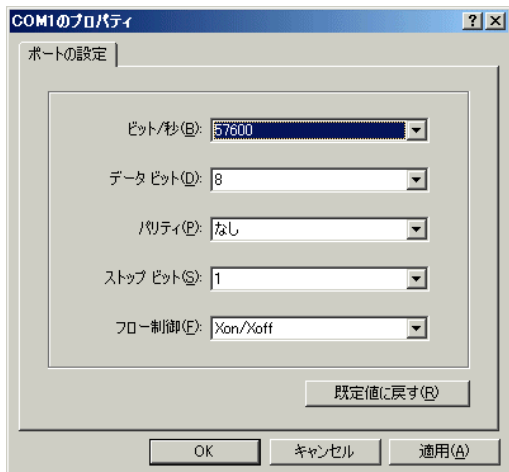 COM1のプロパティ
ポートの設定
ビット/秒(B): 57600
データ ビット(D): 8
パリティ(P): なし
ストップ ビット(S): 1
フロー制御(F): Xon/Xoff
既定値に戻す(R)
OK キャンセル 適用(A)